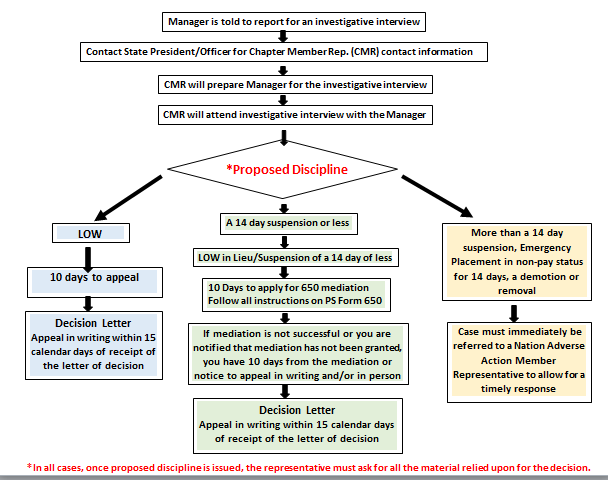 Manager is told to report for an investigative interview
Contact State President/Officer for Chapter Member Rep. (CMR) contact information
CMR will prepare Manager for the investigative interview
CMR will attend investigative interview with the Manager
*Proposed Discipline
LOW
10 days to appeal
Decision Letter
Appeal in writing within 15
calendar days of receipt of
the letter of decision
A 14 day suspension or less
LOW in Lieu/Suspension of a 14 day of less
10 Days to apply for 650 mediation
Follow all instructions on PS Form 650
If mediation is not successful or you are
notified that mediation has not been granted,
you have 10 days from the mediation or
notice to appeal in writing and/or in person
Decision Letter
Appeal in writing within 15 calendar days
of receipt of the letter of decision
More than a 14 day
suspension, Emergency
Placement in non-pay status
for 14 days, a demotion or
removal
Case must immediately be
referred to a Nation Adverse
Action Member
Representative to allow for a
timely response
*In all cases, once proposed discipline is issued, the representative must ask for all the material relied upon for the decision.